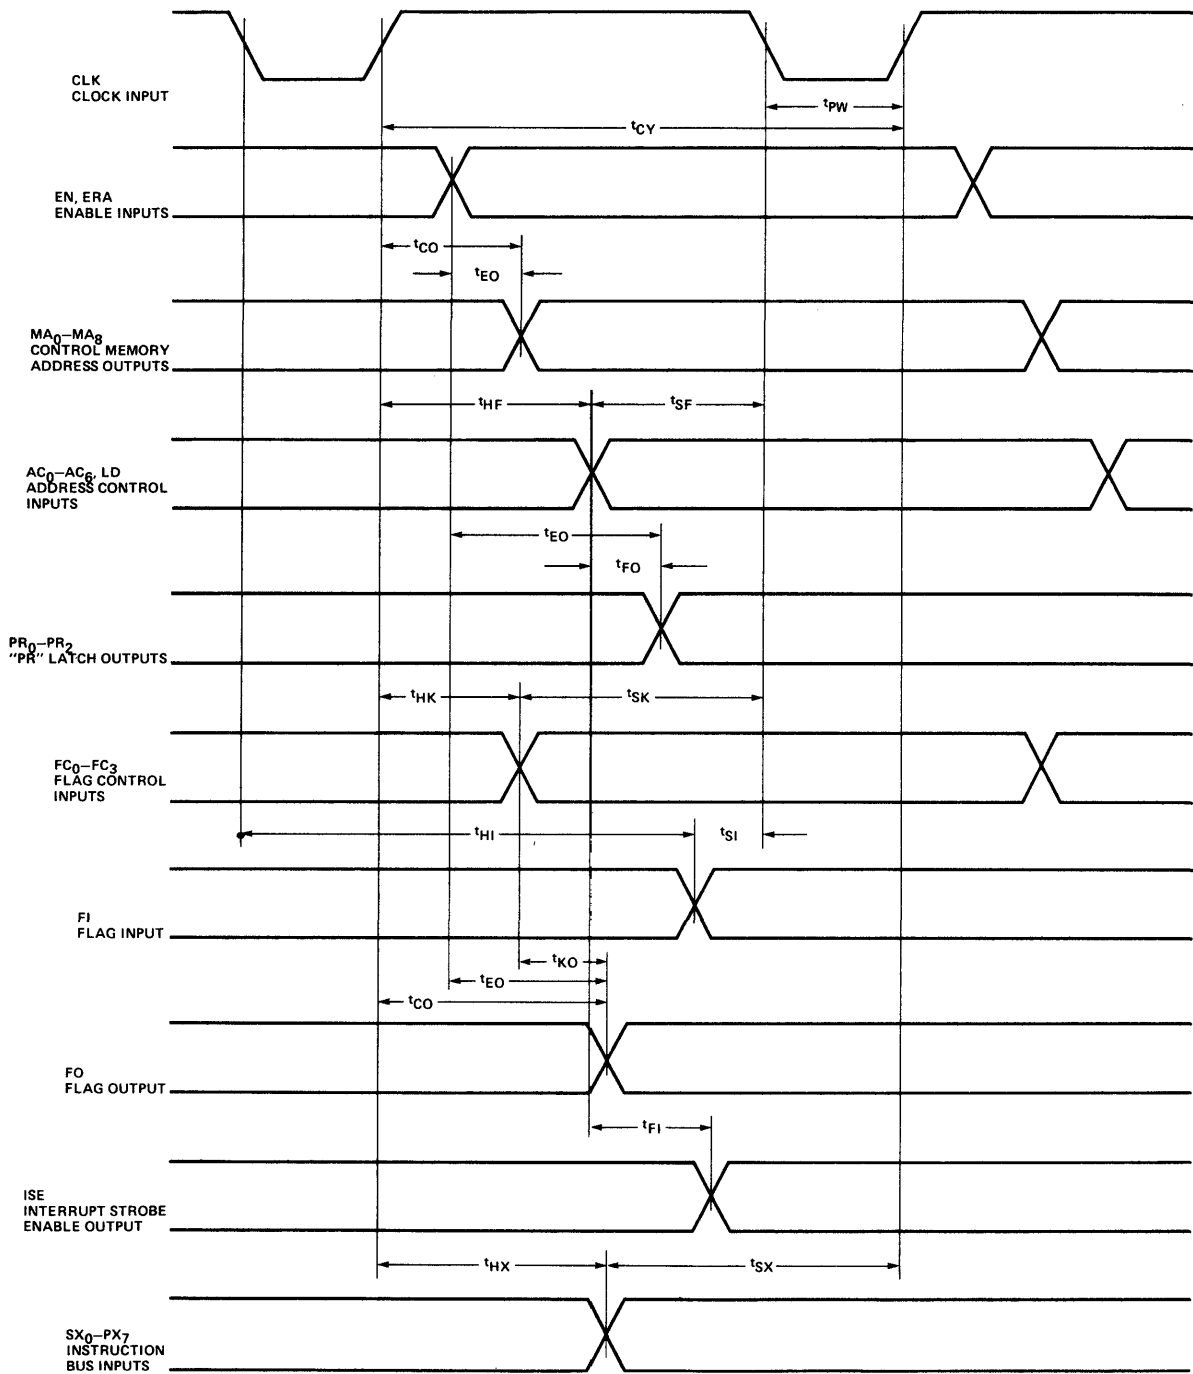 CLK
CLOCK INPUT
tPW
tCY
EN, ERA
ENABLE INPUTS
tCO
tEO
MA0–MA8
CONTROL MEMORY
ADDRESS OUTPUTS
tHF
tSF
AC0–AC6, LD
ADDRESS CONTROL
INPUTS
tEO
tFO
PR0–PR2
"PR" LATCH OUTPUTS
tHK
tSK
FC0–FC3
FLAG CONTROL
INPUTS
tHI
tSI
FI
FLAG INPUT
tKO
tEO
tCO
FO
FLAG OUTPUT
tFI
ISE
INTERRUPT STROBE
ENABLE OUTPUT
tHX
tSX
SX0–PX7
INSTRUCTION
BUS INPUTS